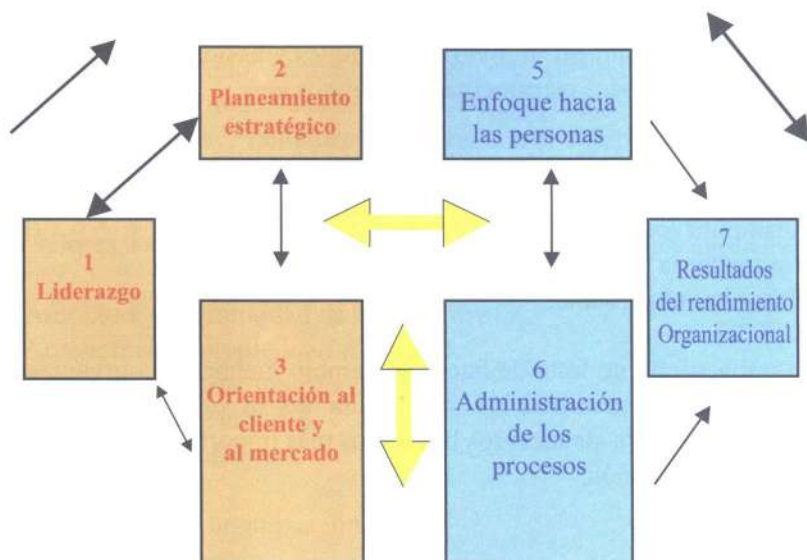 2
Planeamiento
estratégico
5
Enfoque hacia
las personas
1
Liderazgo
7
Resultados
del rendimiento
Organizacional
3
Orientación al
cliente y
al mercado
6
Administración
de los
procesos